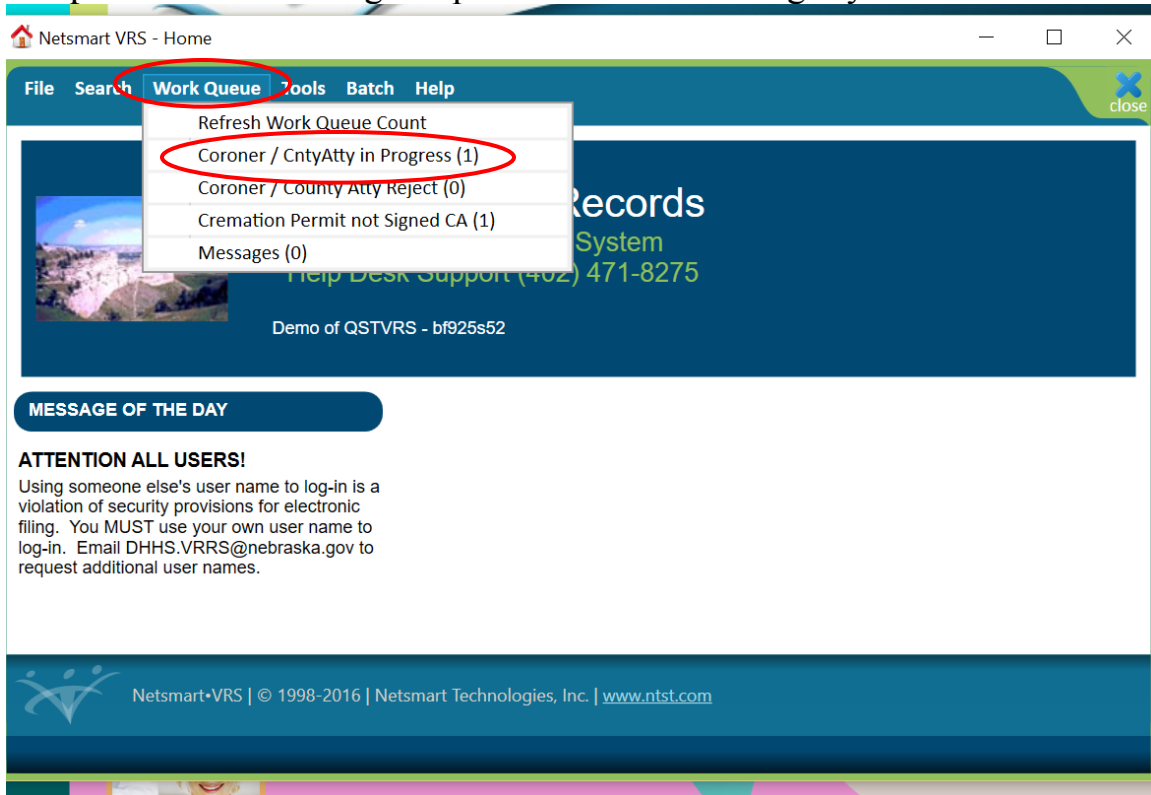 Netsmart VRS - Home
File Search Work Queue Tools Batch Help
close
Refresh Work Queue Count
Coroner / CntyAtty in Progress (1)
Coroner / County Atty Reject (0)
Cremation Permit not Signed CA (1)
Messages (0)
Records
System
Help Desk Support (402) 471-8275
Demo of QSTVRS - bf925s52
MESSAGE OF THE DAY
ATTENTION ALL USERS!
Using someone else's user name to log-in is a
violation of security provisions for electronic
filing. You MUST use your own user name to
log-in. Email DHHS.VRRS@nebraska.gov to
request additional user names.
Netsmart•VRS | © 1998-2016 | Netsmart Technologies, Inc. | www.ntst.com